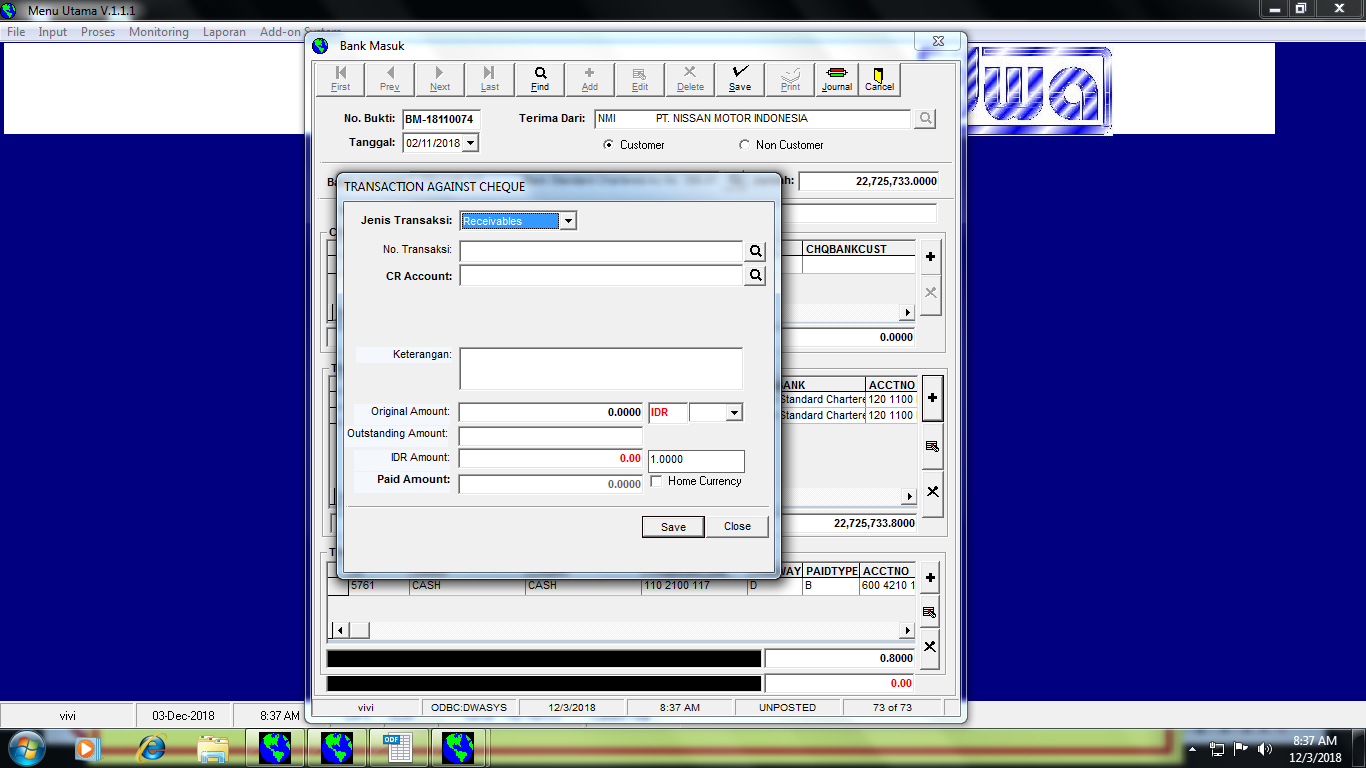 Menu Utama V.1.1.1
File Input Proses Monitoring Laporan Add-on System
Bank Masuk
First Prev Next Last Find Add Edit Delete Save Print Journal Cancel
No. Bukti: BM-18110074 Terima Dari: NMI PT. NISSAN MOTOR INDONESIA
Tanggal: 02/11/2018 Customer Non Customer
22,725,733.0000
TRANSACTION AGAINST CHEQUE
Jenis Transaksi: Receivables
No. Transaksi:
CR Account:
Keterangan:
Original Amount: 0.0000 IDR
Outstanding Amount:
IDR Amount: 0.00 1.0000
Paid Amount: 0.0000 Home Currency
Save Close
CHQBANKCUST
0.0000
ANK ACCTNO
Standard Chartere 120 1100
Standard Chartere 120 1100
22,725,733.8000
AY PAIDTYPE ACCTNO
5761 CASH CASH 110 2100 117 D B 600 4210 1
0.8000
0.00
vivi ODBC:DWASYS 12/3/2018 8:37 AM UNPOSTED 73 of 73
vivi 03-Dec-2018 8:37 AM
dwa
ODF
8:37 AM
12/3/2018